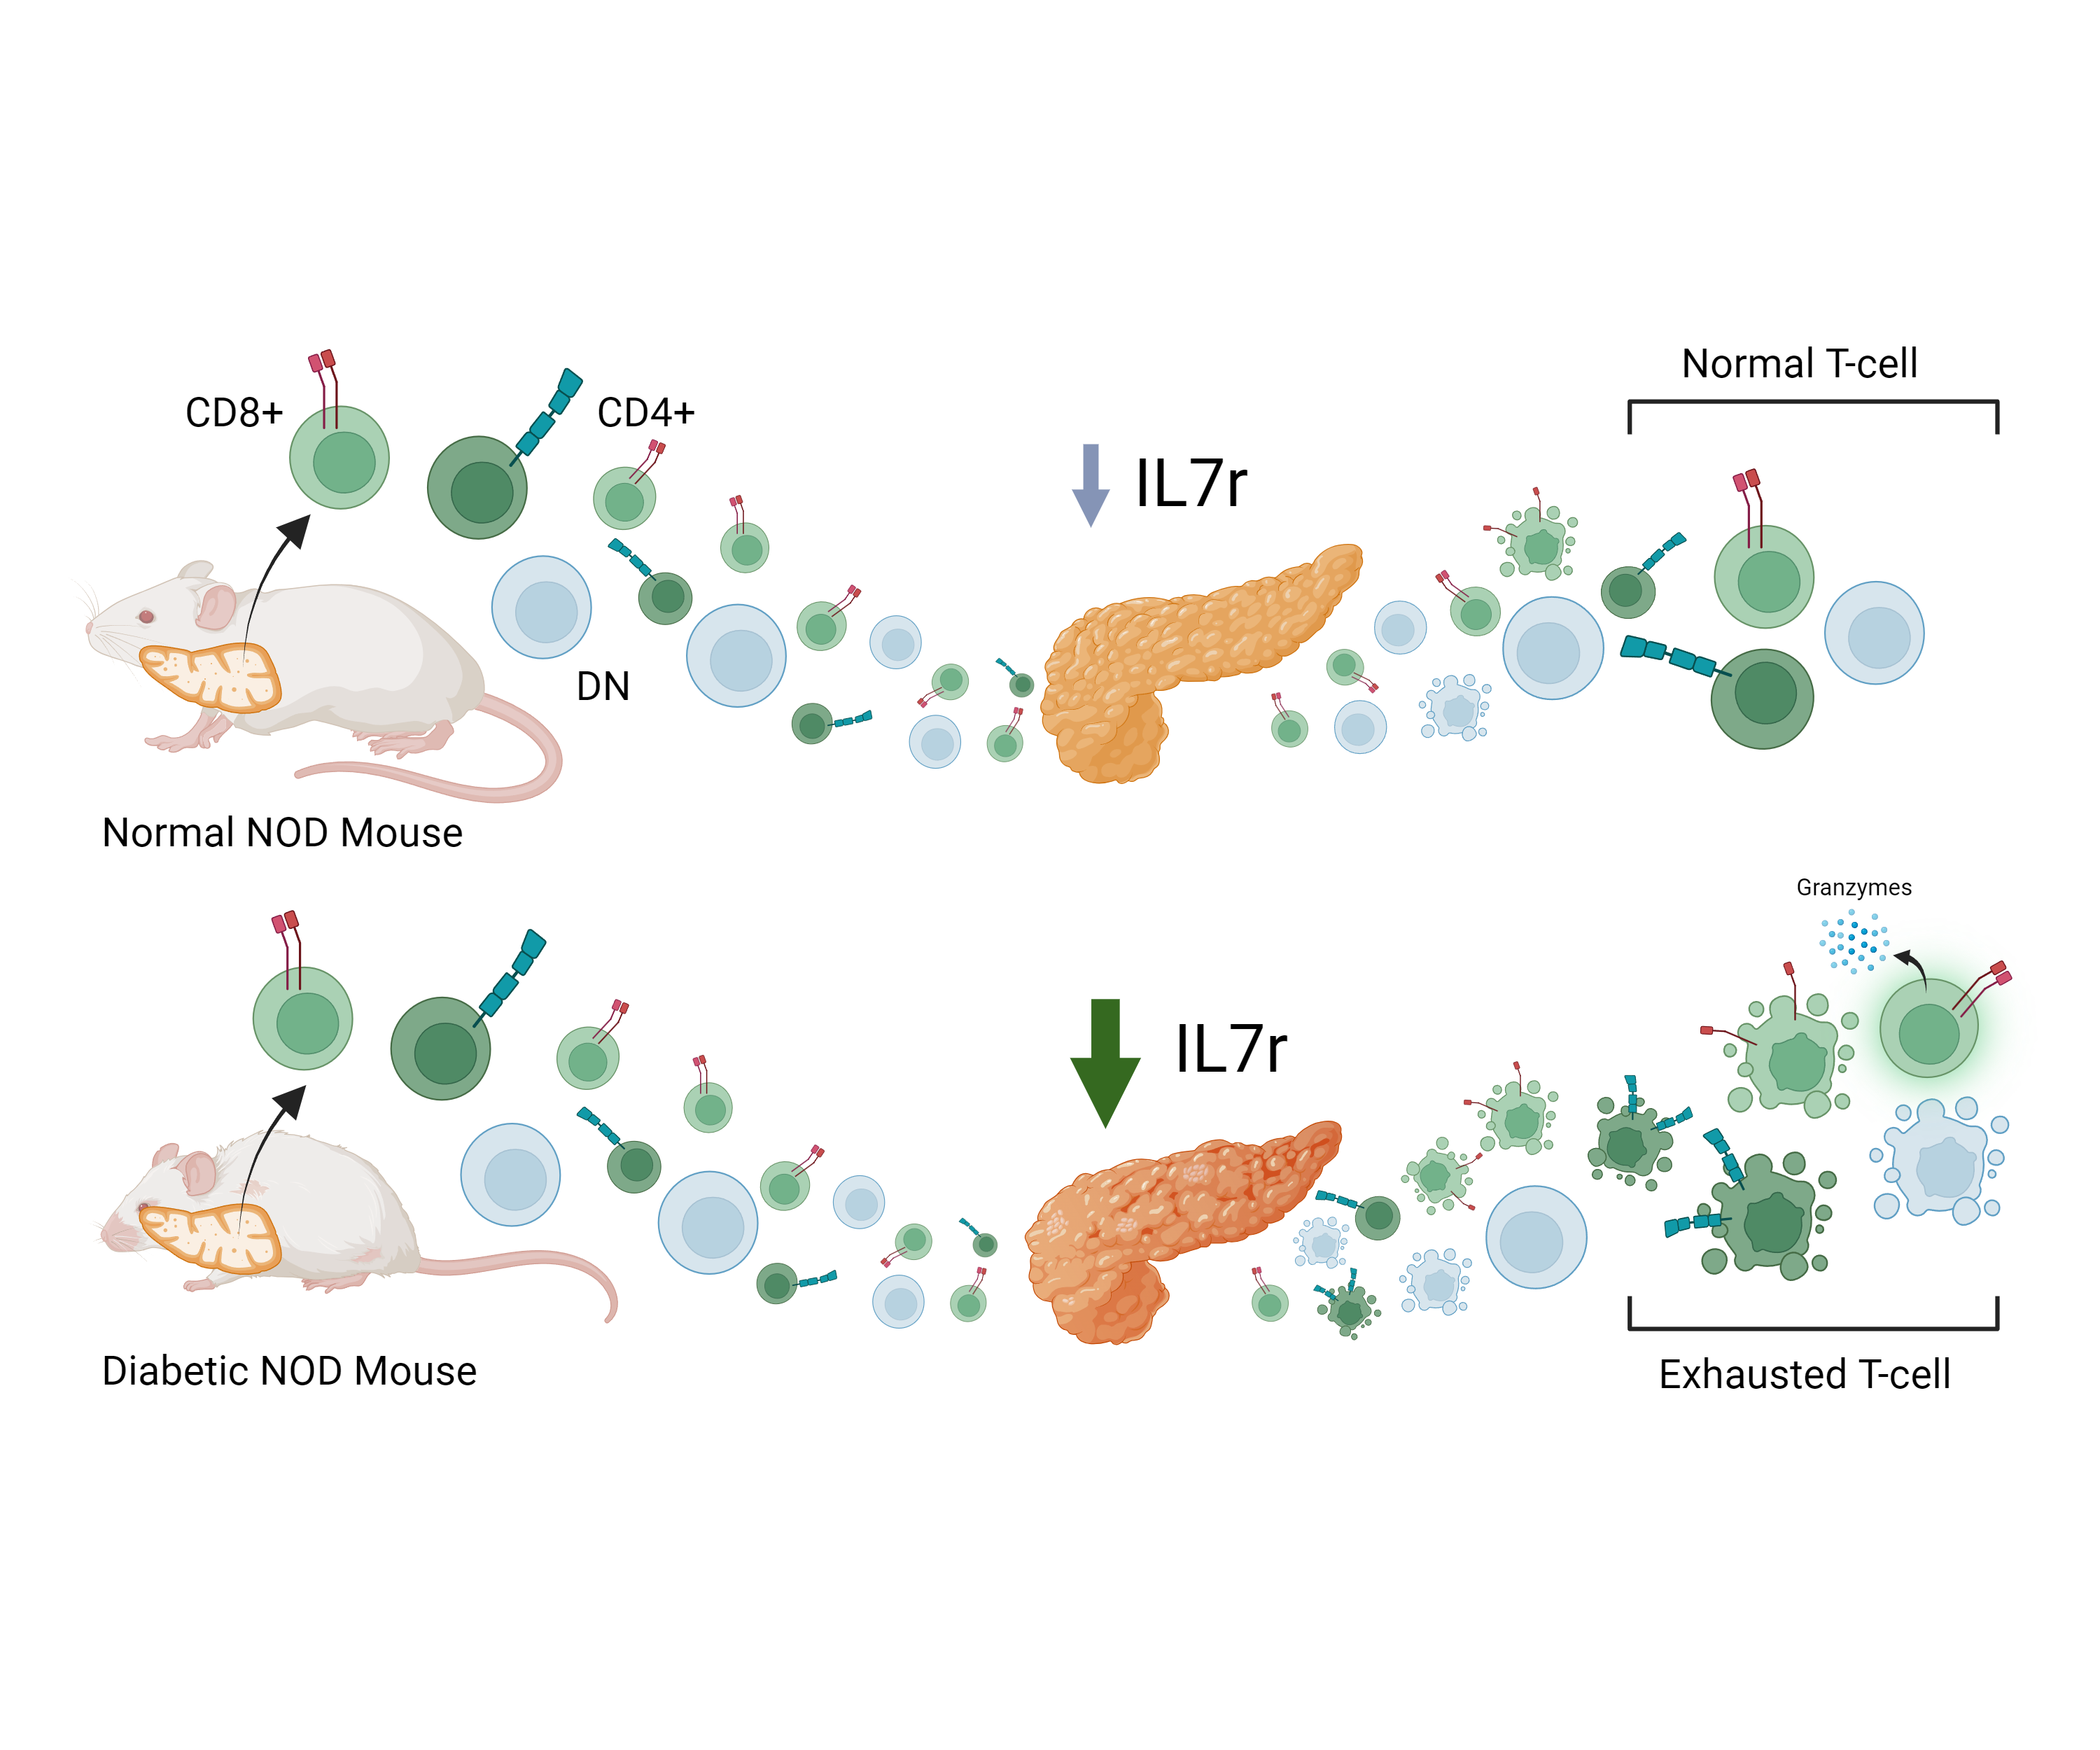 Normal T-cell
CD8+
CD4+
IL7r
DN
Normal NOD Mouse
Granzymes
IL7r
Diabetic NOD Mouse
Exhausted T-cell